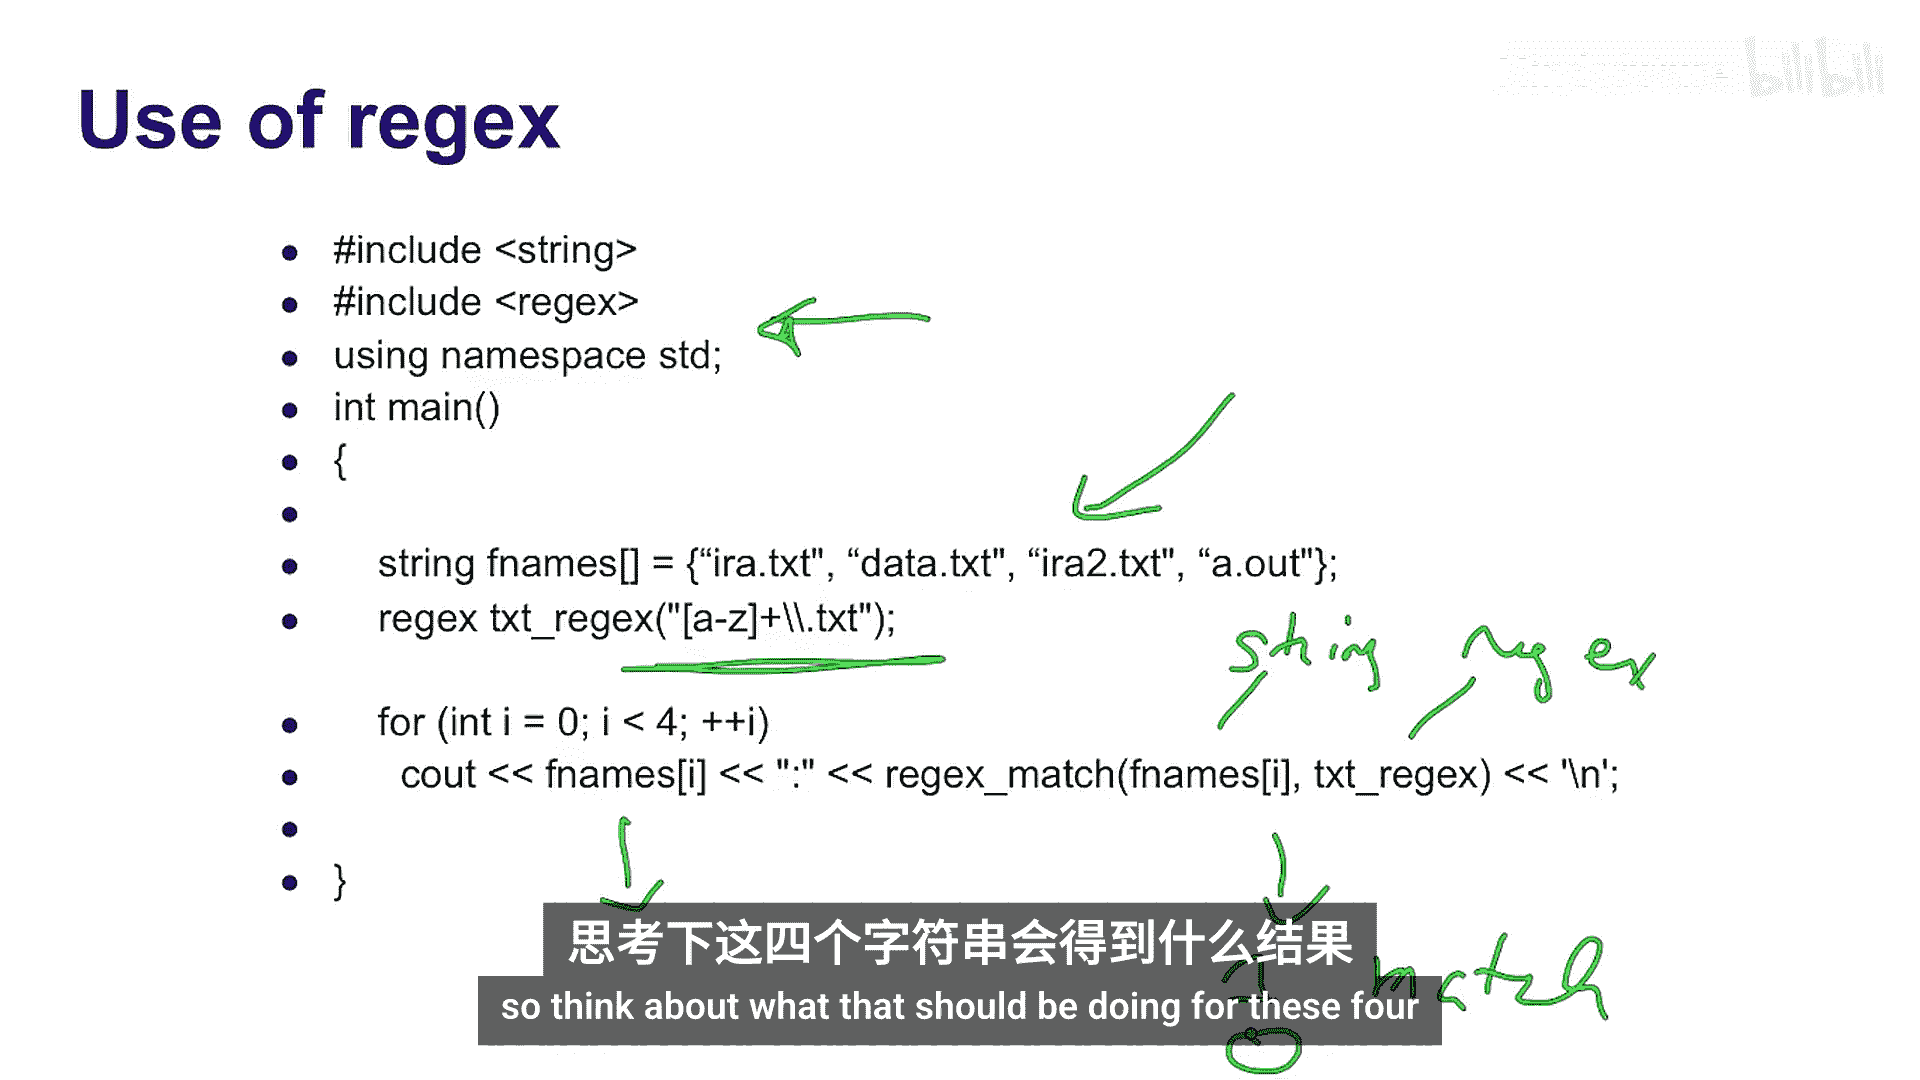 bilibili
Use of regex
#include <string>
#include <regex>
using namespace std;
int main()
{
string fnames[] = {“ira.txt", “data.txt", “ira2.txt", “a.out"};
regex txt_regex("[a-z]+\\.txt");
string regex
for (int i = 0; i < 4; ++i)
cout << fnames[i] << ":" << regex_match(fnames[i], txt_regex) << '\n';
}
思考下这四个字符串会得到什么结果
1 match
so think about what that should be doing for these four
0